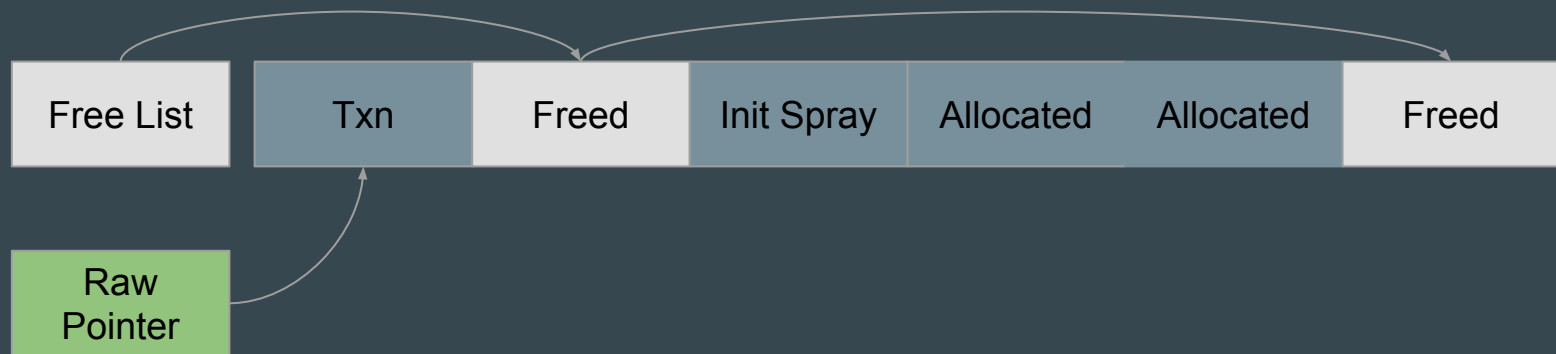 Free List
Txn
Freed
Init Spray
Allocated
Allocated
Freed
Raw
Pointer